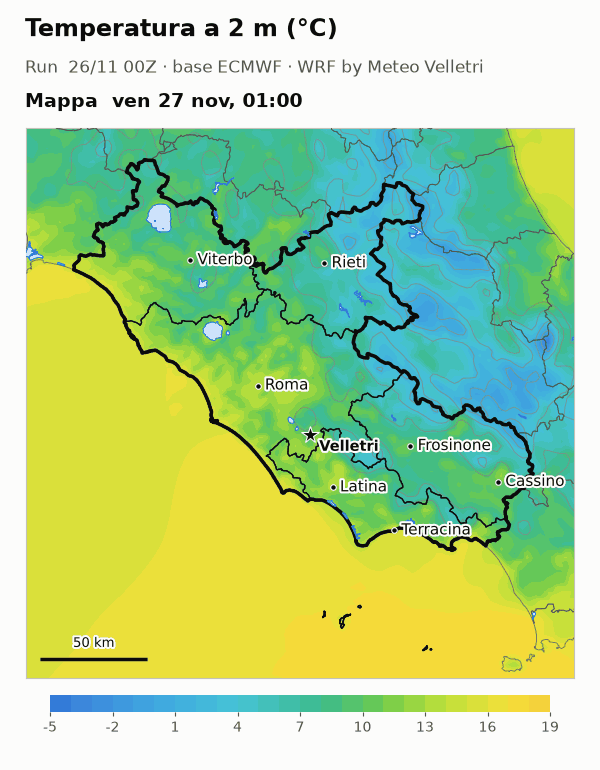 Temperatura a 2 m (°C)
Run  26/11 00Z · base ECMWF · WRF by Meteo Velletri
Mappa  ven 27 nov, 01:00
Viterbo
Rieti
Roma
Velletri
Frosinone
Latina
Cassino
Terracina
50 km
-5 -2 1 4 7 10 13 16 19